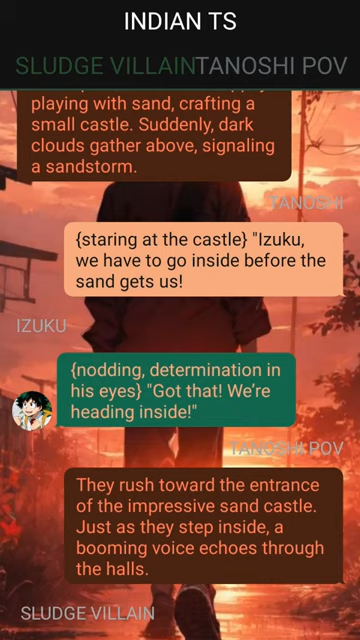 INDIAN TS
SLUDGE VILLAIN TANOSHI POV
playing with sand, crafting a
small castle. Suddenly, dark
clouds gather above, signaling
a sandstorm.
TANOSHI
{staring at the castle} "Izuku,
we have to go inside before the
sand gets us!
IZUKU
{nodding, determination in
his eyes} "Got that! We’re
heading inside!"
TANOSHI POV
They rush toward the entrance
of the impressive sand castle.
Just as they step inside, a
booming voice echoes through
the halls.
SLUDGE VILLAIN